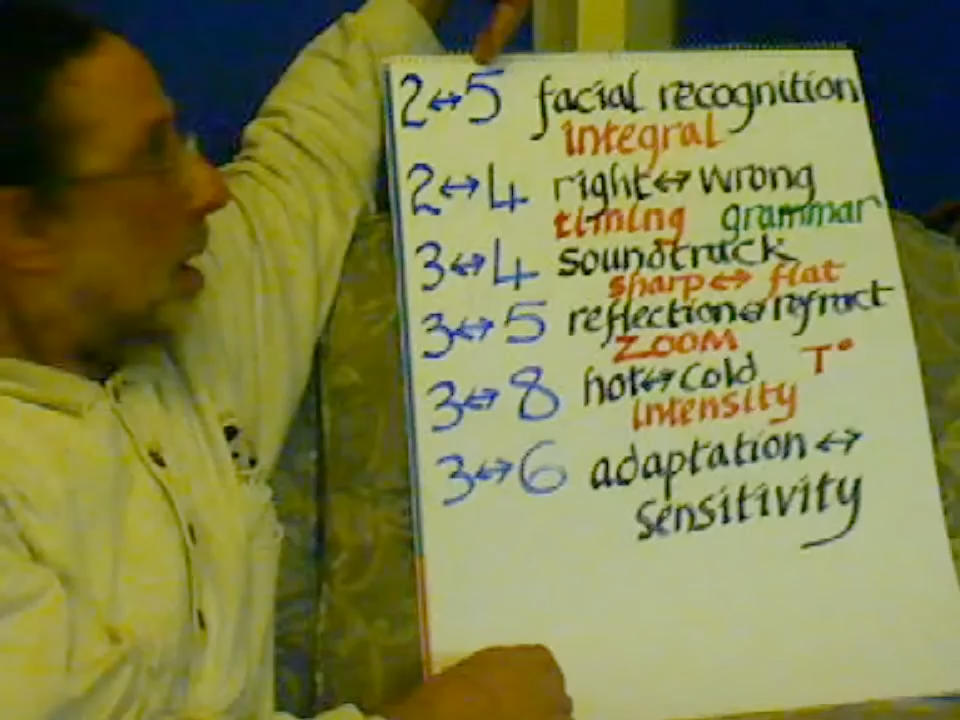 2↔5 facial recognition
integral
2↔4 right↔wrong
timing grammar
3↔4 soundtrack
sharp↔flat
3↔5 reflection↔refract
ZOOM T°
3↔8 hot↔cold
intensity
3↔6 adaptation↔
sensitivity